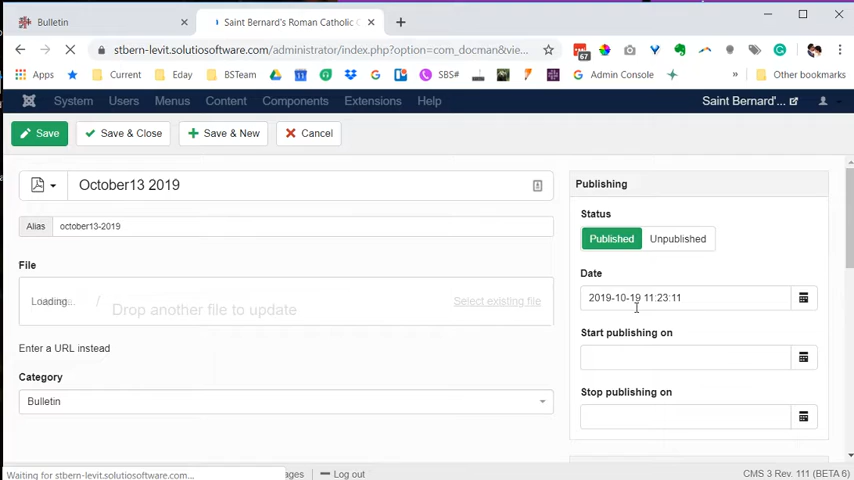 Bulletin
Saint Bernard's Roman Catholic C
stbern-levit.solutiosoftware.com/administrator/index.php?option=com_docman&vie...
67
Apps
Current
Eday
BSTeam
31
SBS#
Admin Console
»
Other bookmarks
System
Users
Menus
Content
Components
Extensions
Help
Saint Bernard'...
Save
Save & Close
Save & New
Cancel
October13 2019
Alias
october13-2019
File
Loading...
/
Drop another file to update
Select existing file
Enter a URL instead
Category
Bulletin
Publishing
Status
Published
Unpublished
Date
2019-10-19 11:23:11
Start publishing on
Stop publishing on
Waiting for stbern-levit.solutiosoftware.com...
ages
Log out
CMS 3 Rev. 111 (BETA 6)